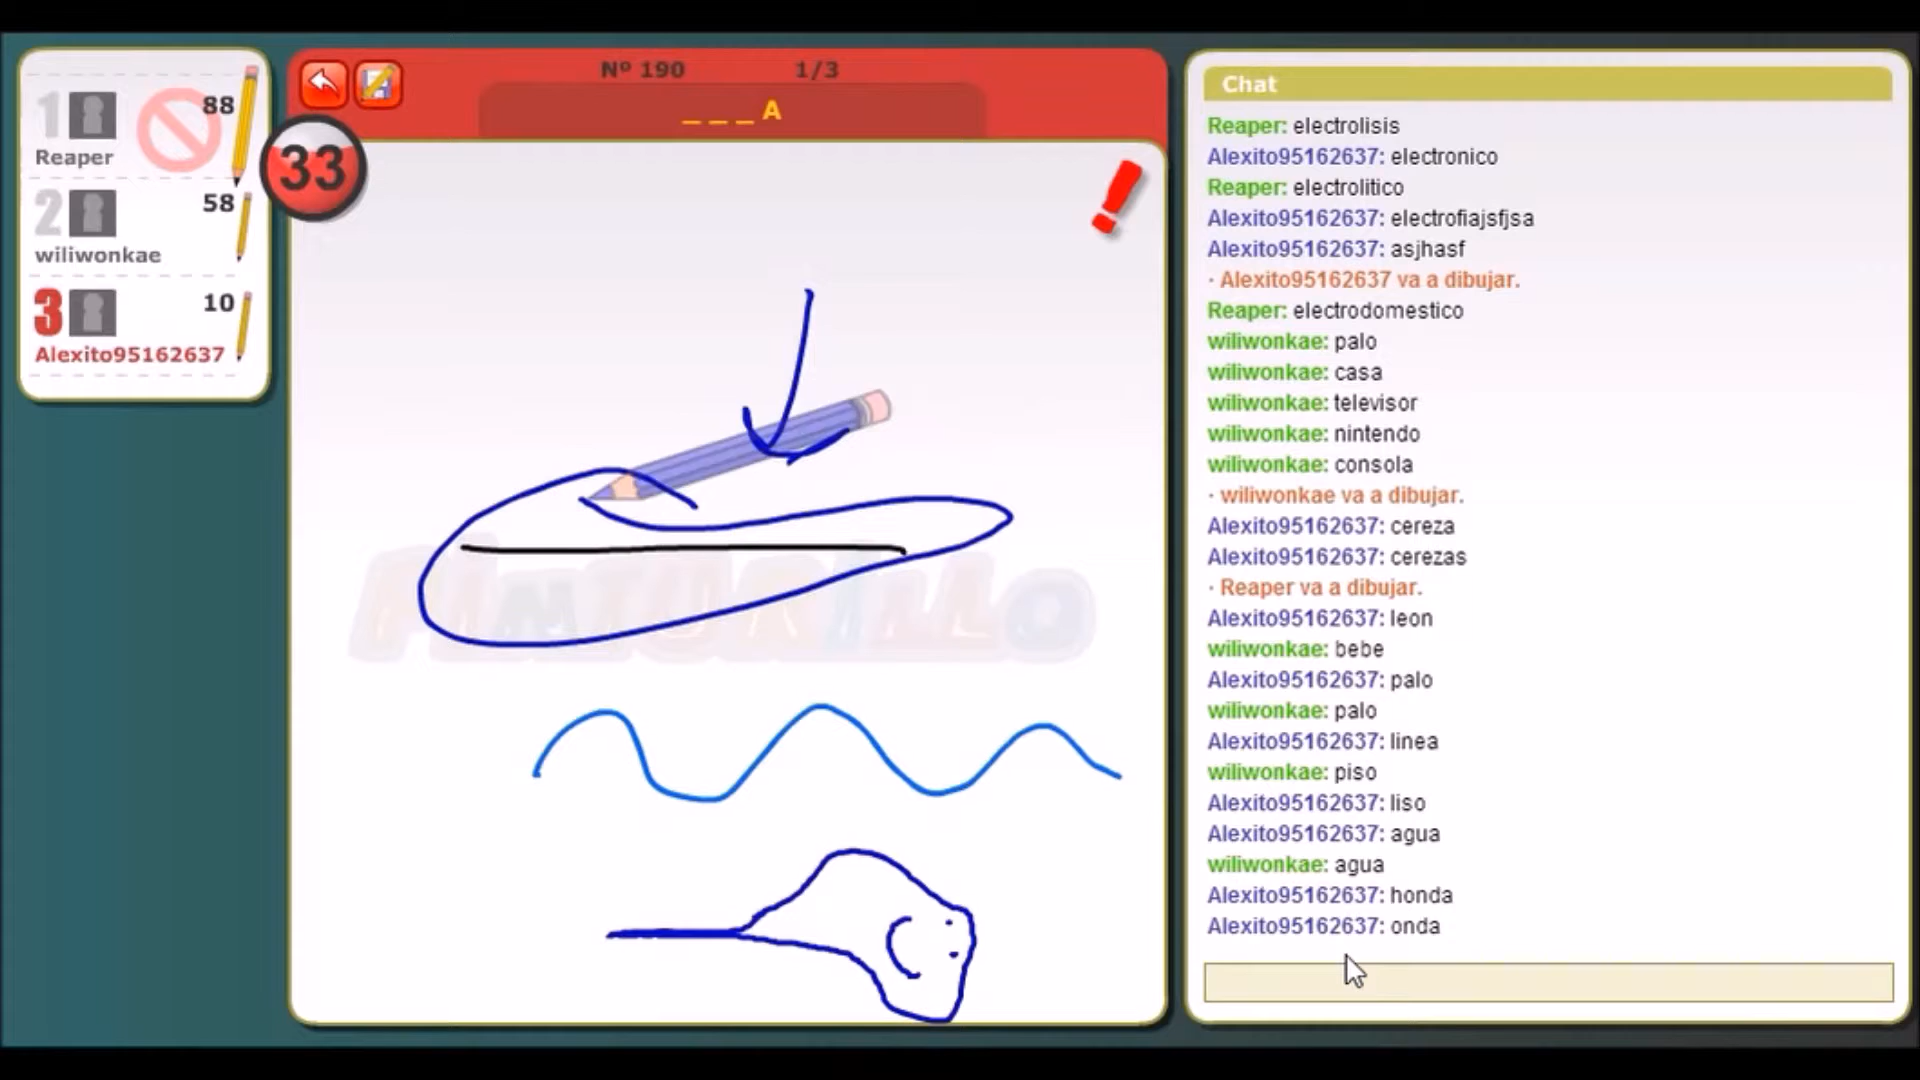 1
88
Reaper
2
58
wiliwonkae
3
10
Alexito95162637
33
Nº 190 1/3
_ _ _ A
PINTURILLO
Chat
Reaper: electrolisis
Alexito95162637: electronico
Reaper: electrolitico
Alexito95162637: electrofiajsfjsa
Alexito95162637: asjhasf
· Alexito95162637 va a dibujar.
Reaper: electrodomestico
wiliwonkae: palo
wiliwonkae: casa
wiliwonkae: televisor
wiliwonkae: nintendo
wiliwonkae: consola
· wiliwonkae va a dibujar.
Alexito95162637: cereza
Alexito95162637: cerezas
· Reaper va a dibujar.
Alexito95162637: leon
wiliwonkae: bebe
Alexito95162637: palo
wiliwonkae: palo
Alexito95162637: linea
wiliwonkae: piso
Alexito95162637: liso
Alexito95162637: agua
wiliwonkae: agua
Alexito95162637: honda
Alexito95162637: onda